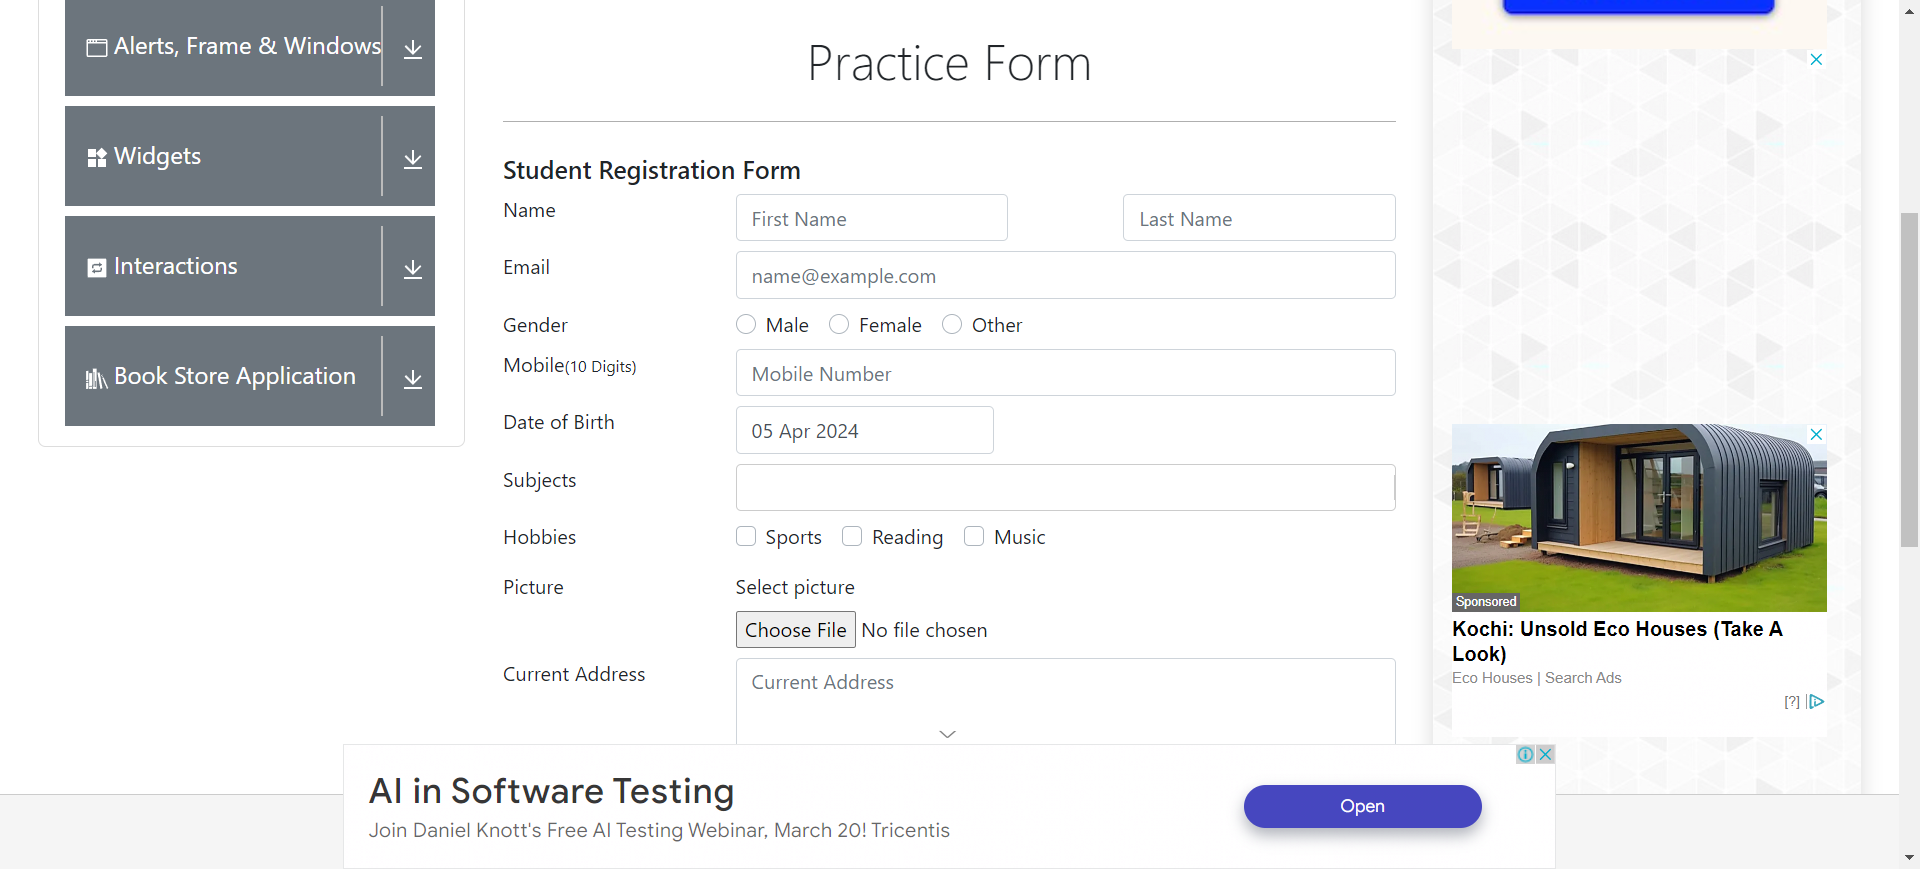 Alerts, Frame & Windows
Widgets
Interactions
Book Store Application
Practice Form
Student Registration Form
Name
First Name
Last Name
Email
name@example.com
Gender
Male
Female
Other
Mobile(10 Digits)
Mobile Number
Date of Birth
05 Apr 2024
Subjects
Hobbies
Sports
Reading
Music
Picture
Select picture
Choose File No file chosen
Current Address
Current Address
Sponsored
Kochi: Unsold Eco Houses (Take A
Look)
Eco Houses | Search Ads
[?]
AI in Software Testing
Join Daniel Knott's Free AI Testing Webinar, March 20! Tricentis
Open